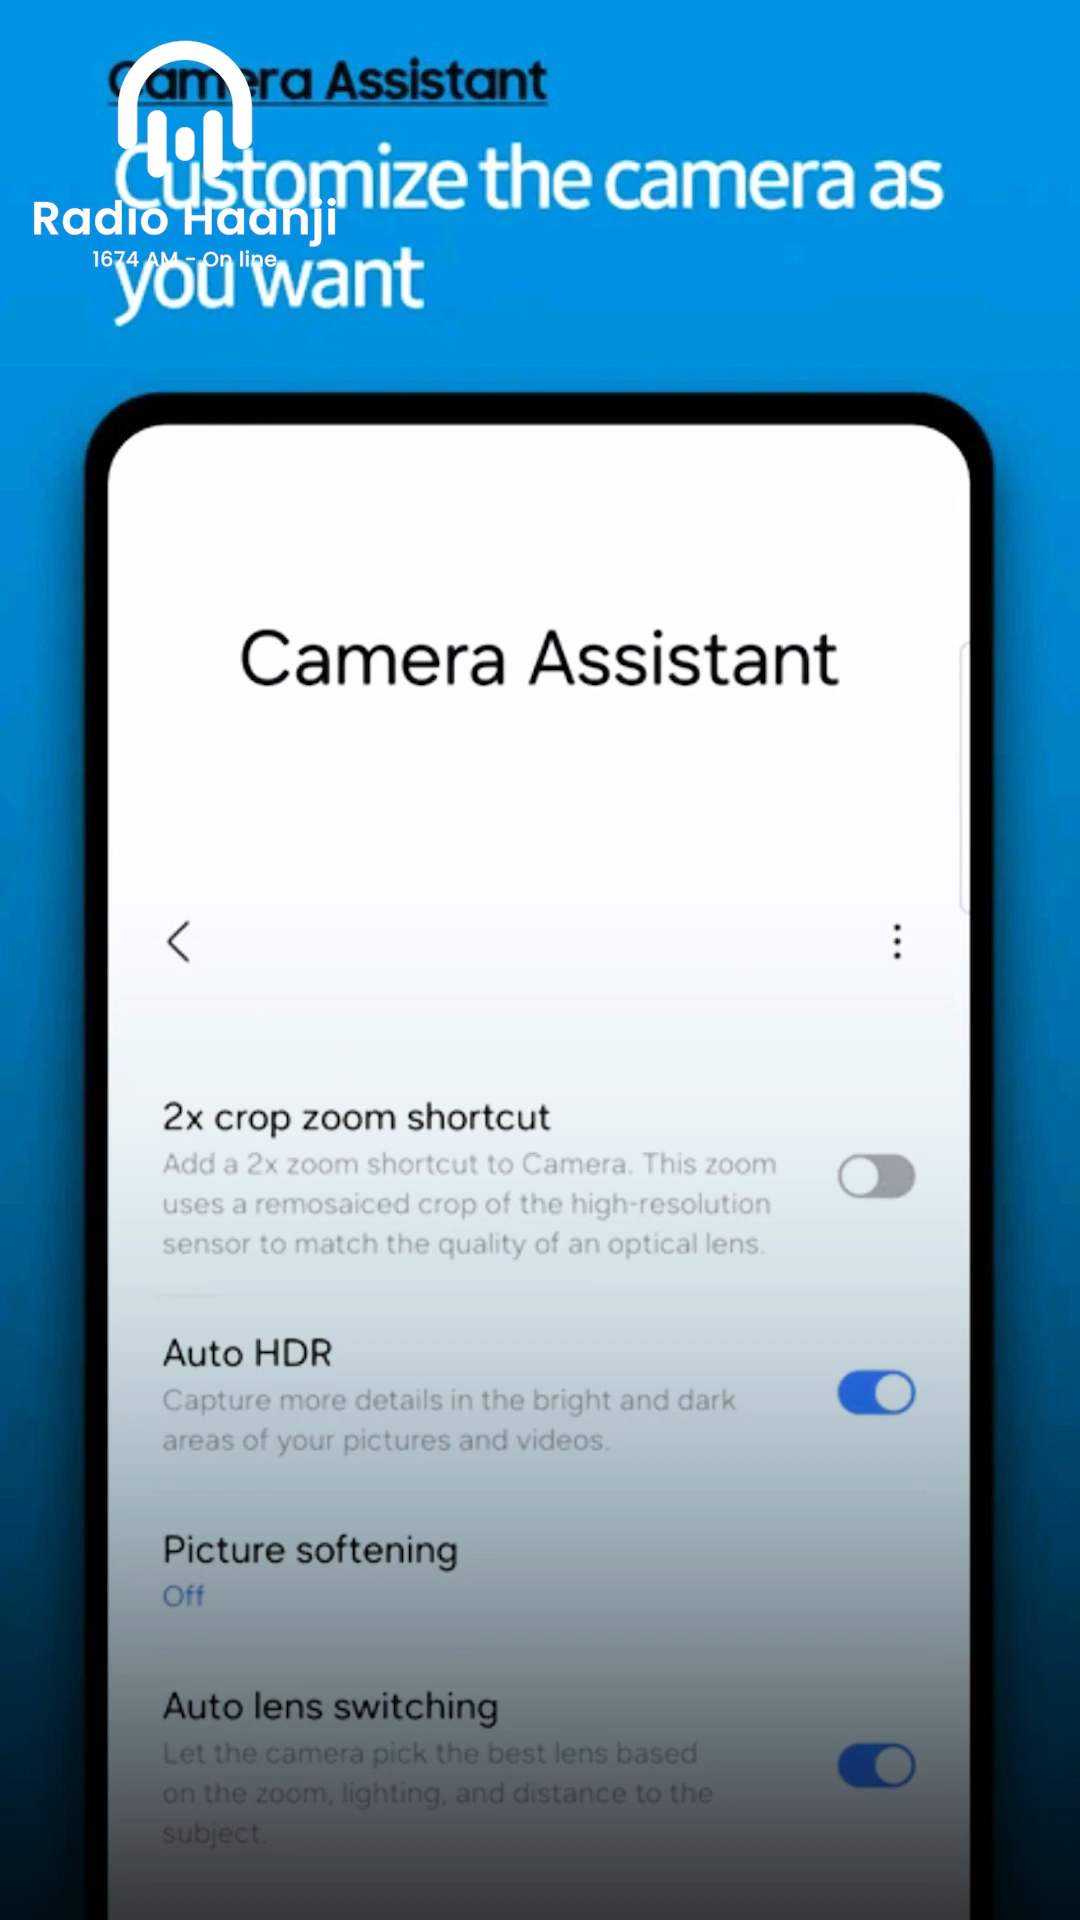 Camera Assistant
Customize the camera as
you want
Radio Haanji
1674 AM - On line
Camera Assistant
2x crop zoom shortcut
Add a 2x zoom shortcut to Camera. This zoom
uses a remosaiced crop of the high-resolution
sensor to match the quality of an optical lens.
Auto HDR
Capture more details in the bright and dark
areas of your pictures and videos.
Picture softening
Off
Auto lens switching
Let the camera pick the best lens based
on the zoom, lighting, and distance to the
subject.